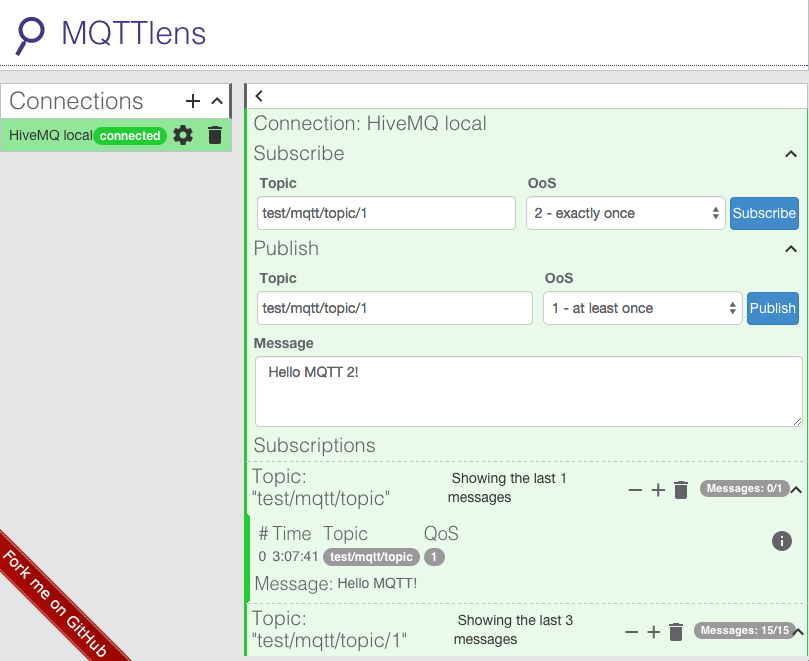 MQTTlens
Connections
HiveMQ local connected
Connection: HiveMQ local
Subscribe
Topic QoS
test/mqtt/topic/1 2 - exactly once Subscribe
Publish
Topic QoS
test/mqtt/topic/1 1 - at least once Publish
Message
Hello MQTT 2!
Subscriptions
Topic: "test/mqtt/topic"
Showing the last 1 messages
Messages: 0/1
# Time Topic QoS
0 3:07:41 test/mqtt/topic 1
Message: Hello MQTT!
Topic: "test/mqtt/topic/1"
Showing the last 3 messages
Messages: 15/15
Fork me on GitHub